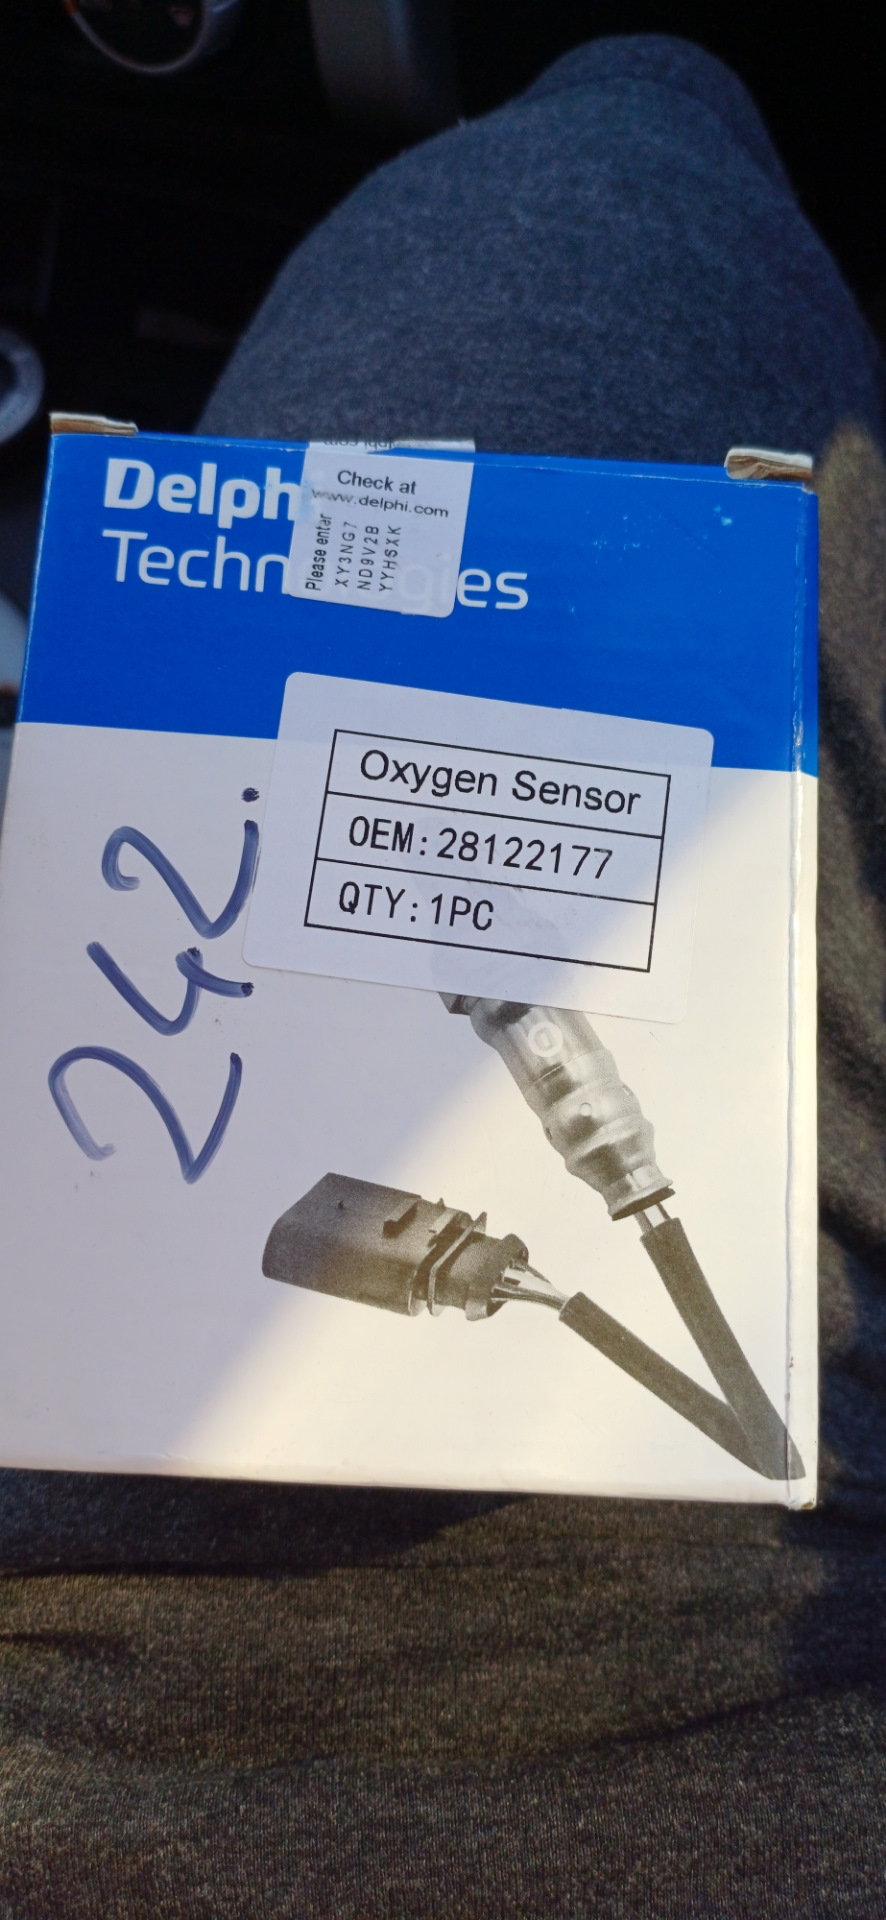 Delph
Techn
gies
Check at
www.delphi.com
Please enter
XY3NG7
ND9V2B
YYHSXK
Oxygen Sensor
OEM:28122177
QTY:1PC
242.